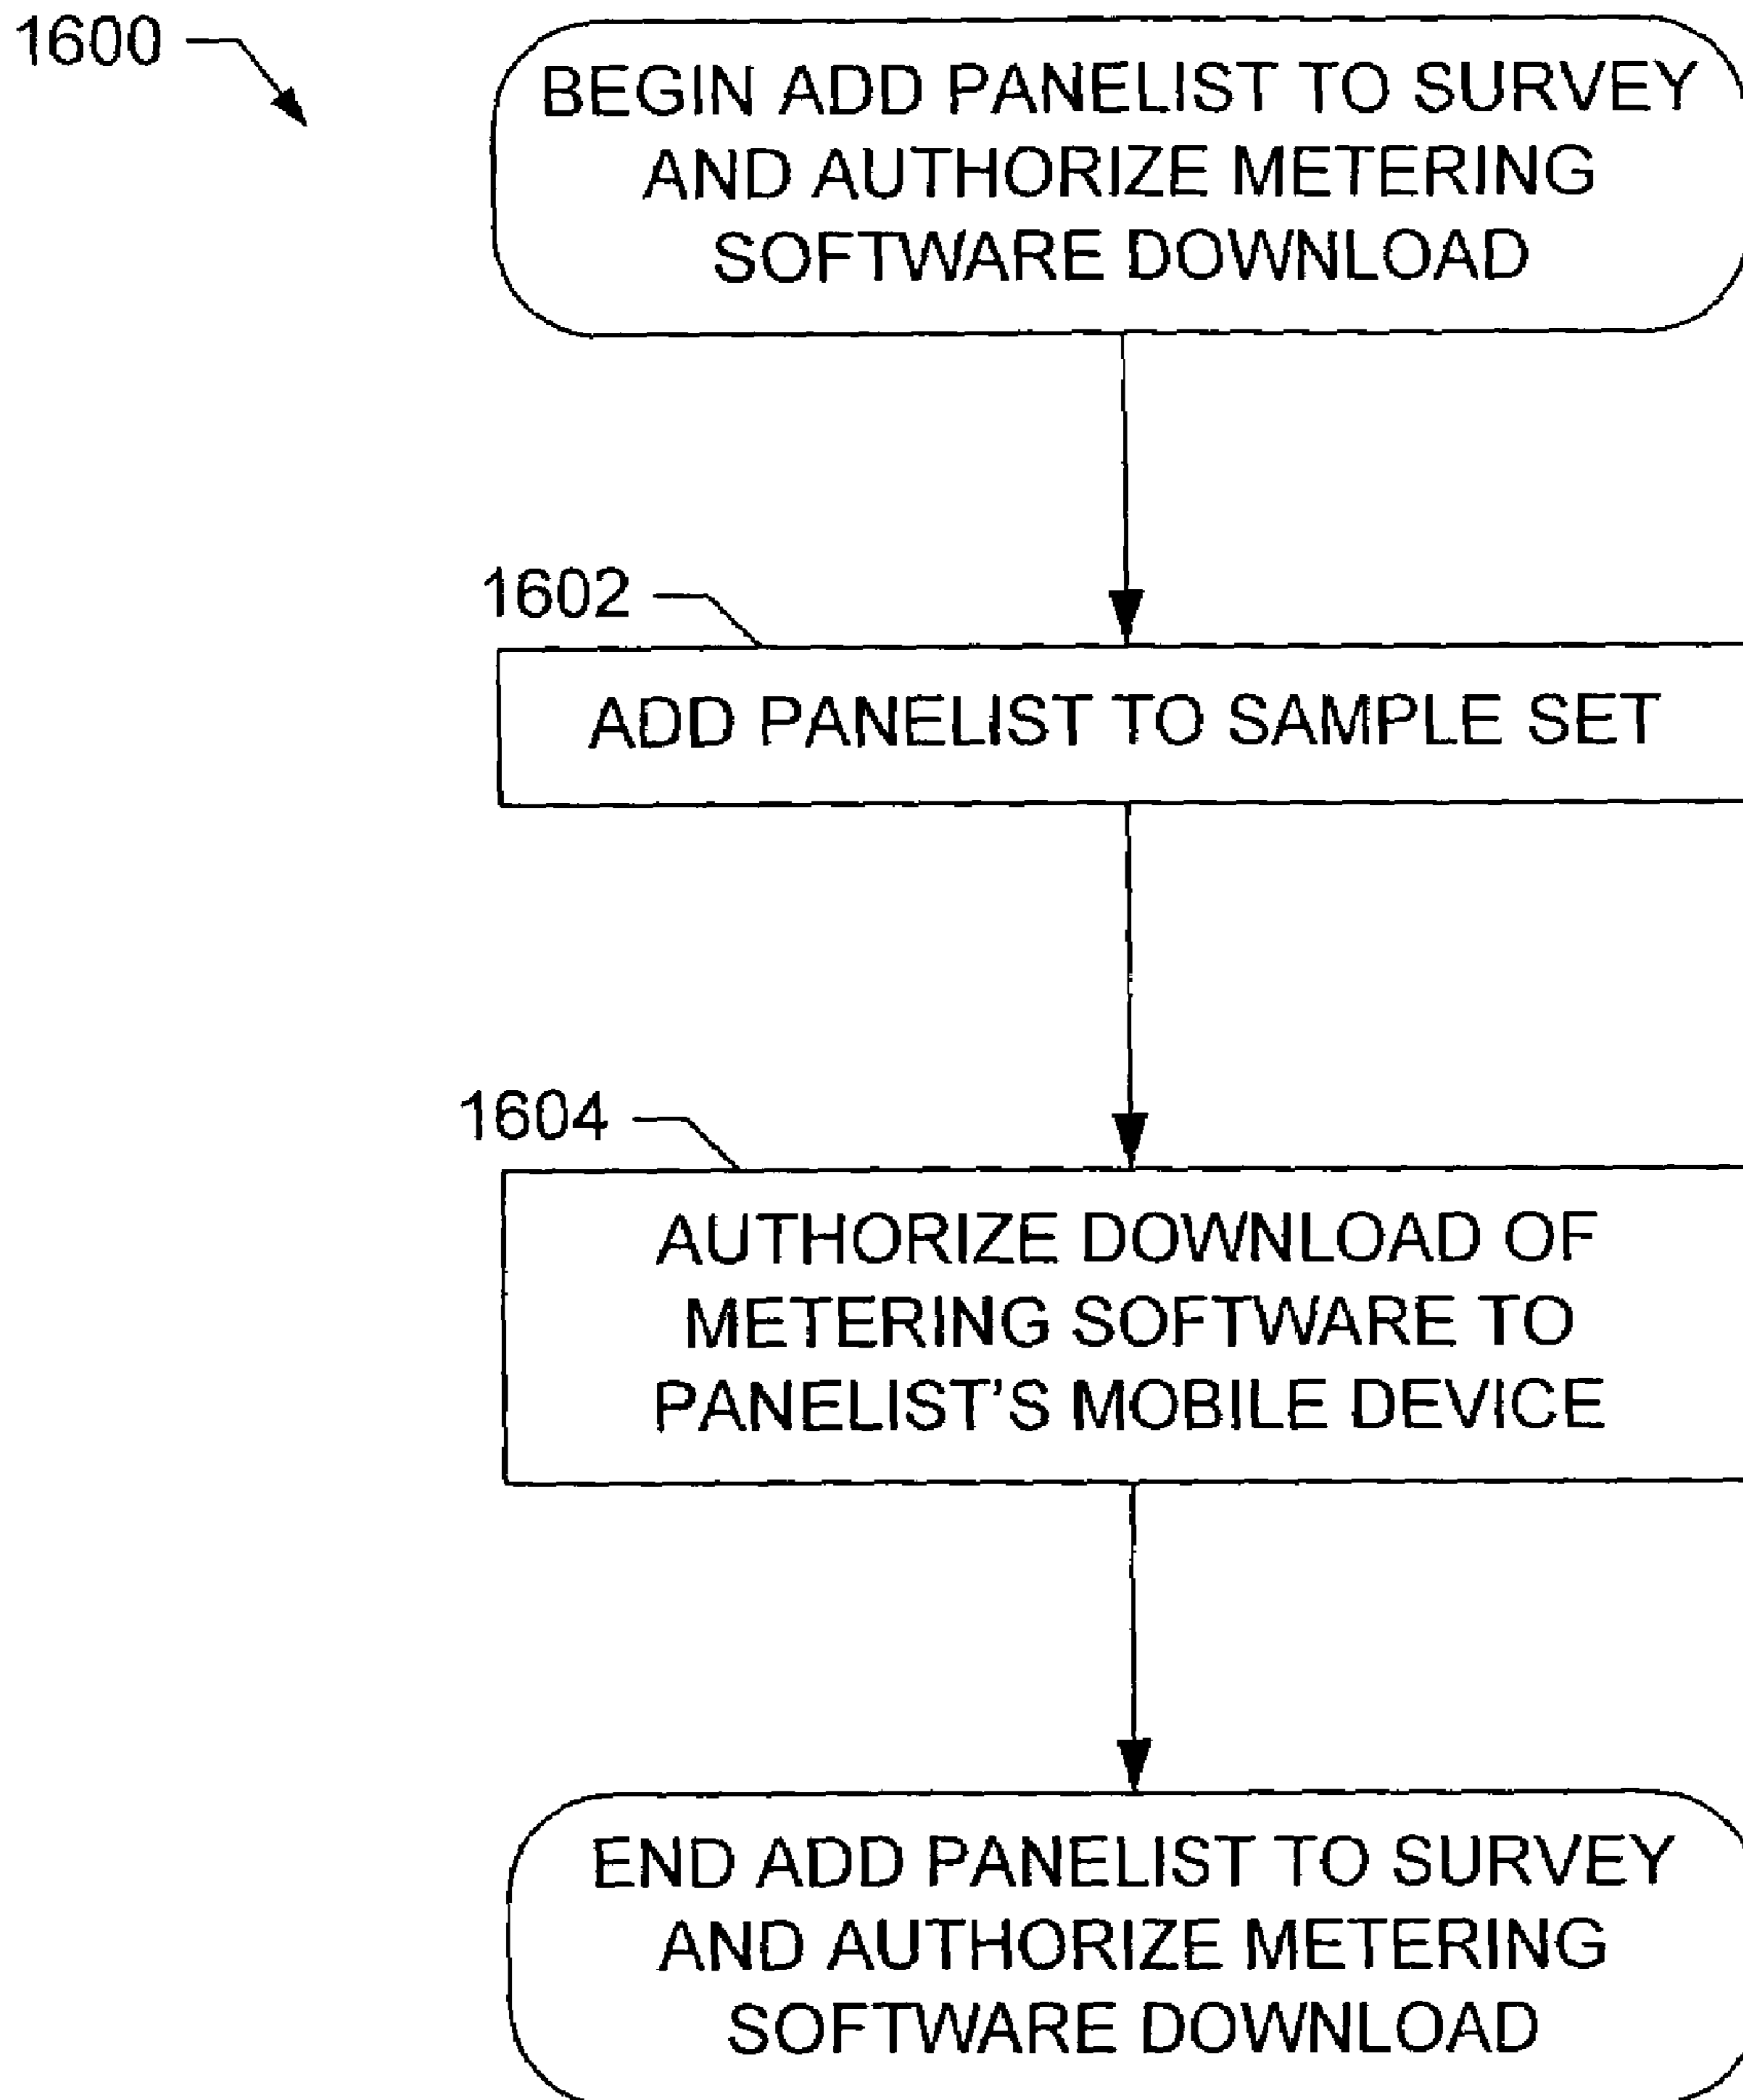 1600
BEGIN ADD PANELIST TO SURVEY
AND AUTHORIZE METERING
SOFTWARE DOWNLOAD
1602
ADD PANELIST TO SAMPLE SET
1604
AUTHORIZE DOWNLOAD OF
METERING SOFTWARE TO
PANELIST'S MOBILE DEVICE
END ADD PANELIST TO SURVEY
AND AUTHORIZE METERING
SOFTWARE DOWNLOAD